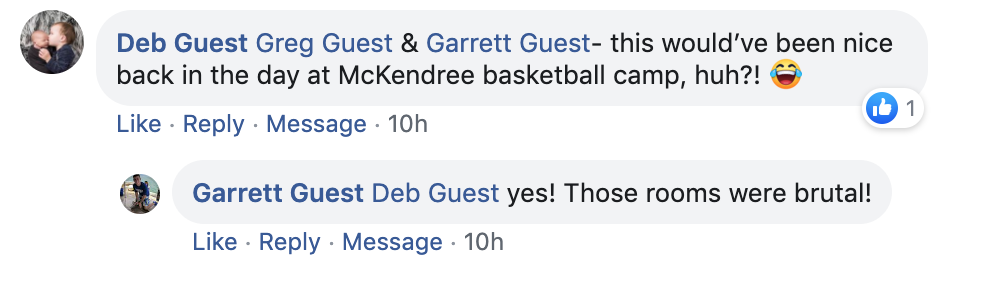 Deb Guest Greg Guest & Garrett Guest- this would’ve been nice
back in the day at McKendree basketball camp, huh?! 😂
1
Like · Reply · Message · 10h
Garrett Guest Deb Guest yes! Those rooms were brutal!
Like · Reply · Message · 10h